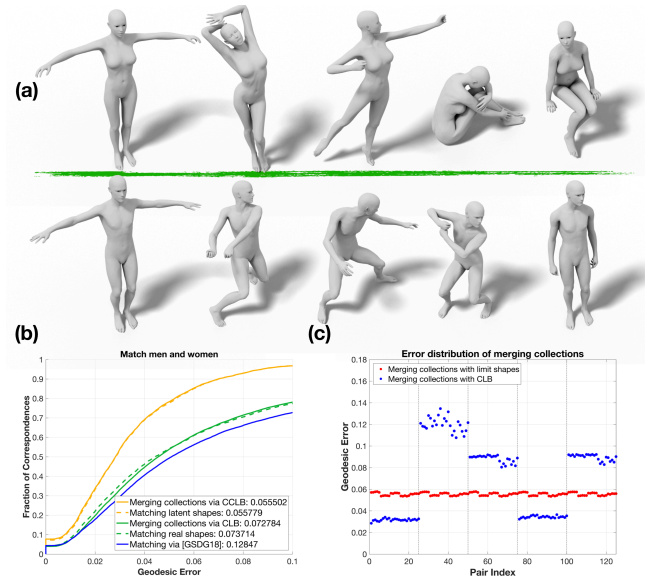 (a)
(b)
(c)
Match men and women
Fraction of Correspondences
1
0.9
0.8
0.7
0.6
0.5
0.4
0.3
0.2
0.1
0
Merging collections via CCLB: 0.055502
Matching latent shapes: 0.055779
Merging collections via CLB: 0.072784
Matching real shapes: 0.073714
Matching via [GSDG18]: 0.12847
0 0.02 0.04 0.06 0.08 0.1
Geodesic Error
Error distribution of merging collections
Geodesic Error
0.18
0.16
0.14
0.12
0.1
0.08
0.06
0.04
0.02
0
Merging collections with limit shapes
Merging collections with CLB
0 20 40 60 80 100 120
Pair Index